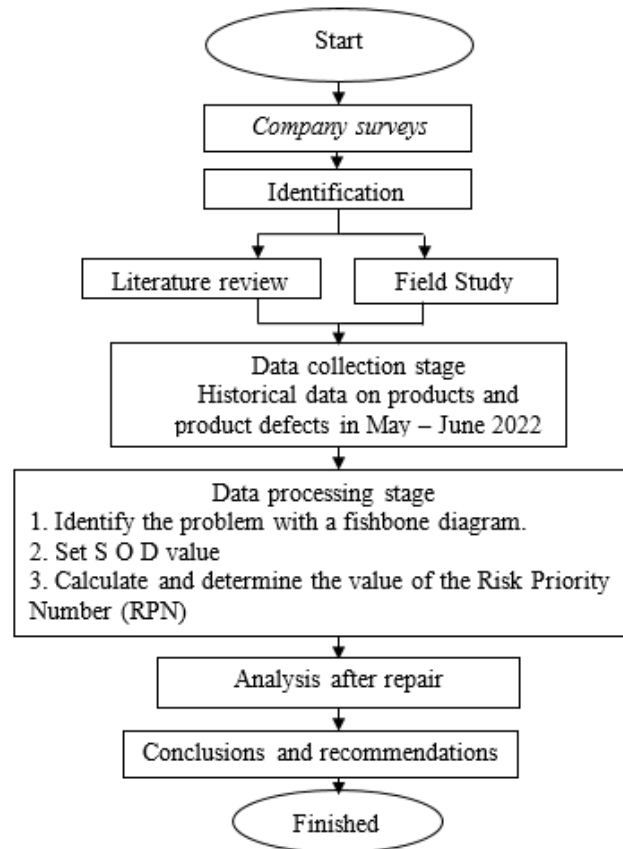 Start
Company surveys
Identification
Literature review
Field Study
Data collection stage
Historical data on products and
product defects in May – June 2022
Data processing stage
1. Identify the problem with a fishbone diagram.
2. Set S O D value
3. Calculate and determine the value of the Risk Priority
Number (RPN)
Analysis after repair
Conclusions and recommendations
Finished